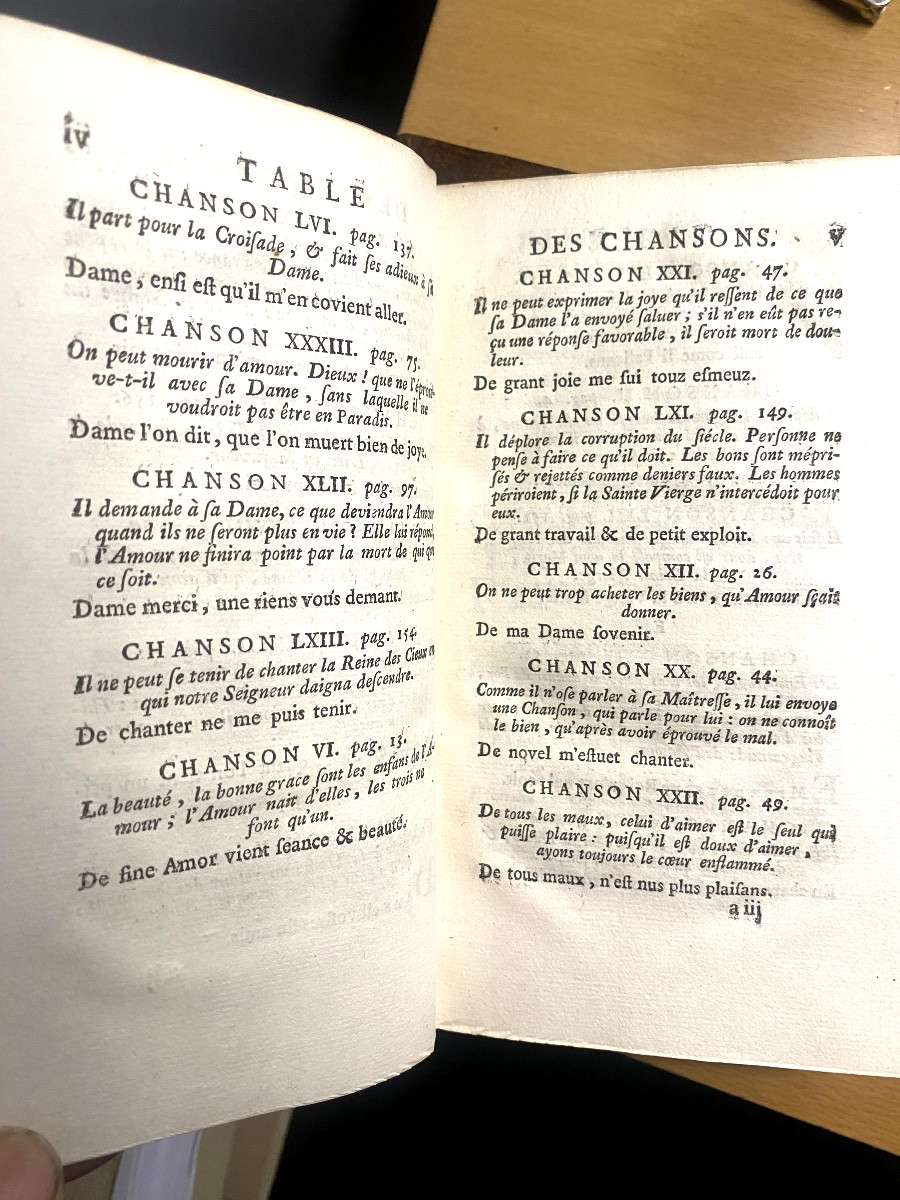 iv
TABLE
CHANSON LVI. pag. 137.
Il part pour la Croiſade, & fait ſes adieux à ſa
Dame.
Dame, enſi eſt qu'il m'en covient aller.
CHANSON XXXIII. pag. 75.
On peut mourir d'amour. Dieux ! que ne l'éprou-
ve-t-il avec ſa Dame, ſans laquelle il ne
voudroit pas être en Paradis.
Dame l'on dit, que l'on muert bien de joye.
CHANSON XLII. pag. 97.
Il demande à ſa Dame, ce que deviendra l'Amour
quand ils ne ſeront plus en vie ? Elle lui répond,
l'Amour ne finira point par la mort de qui que
ce ſoit.
Dame merci, une riens vous demant.
CHANSON LXIII. pag. 154.
Il ne peut ſe tenir de chanter la Reine des Cieux en
qui notre Seigneur daigna deſcendre.
De chanter ne me puis tenir.
CHANSON VI. pag. 13.
La beauté, la bonne grace ſont les enfans de l'A-
mour ; l'Amour nait d'elles, les trois ne
font qu'un.
De fine Amor vient ſeance & beauté.
DES CHANSONS. v
CHANSON XXI. pag. 47.
Il ne peut exprimer la joye qu'il reſſent de ce que
ſa Dame l'a envoyé ſaluer ; s'il n'en eût pas re-
çu une réponſe favorable, il ſeroit mort de dou-
leur.
De grant joie me ſui touz eſmeuz.
CHANSON LXI. pag. 149.
Il déplore la corruption du ſiécle. Perſonne ne
penſe à faire ce qu'il doit. Les bons ſont mépri-
ſés & rejettés comme deniers faux. Les hommes
périroient, ſi la Sainte Vierge n'intercédoit pour
eux.
De grant travail & de petit exploit.
CHANSON XII. pag. 26.
On ne peut trop acheter les biens, qu'Amour ſçait
donner.
De ma Dame ſovenir.
CHANSON XX. pag. 44.
Comme il n'oſe parler à ſa Maîtreſſe, il lui envoye
une Chanſon, qui parle pour lui : on ne connoît
le bien, qu'après avoir éprouvé le mal.
De novel m'eſtuet chanter.
CHANSON XXII. pag. 49.
De tous les maux, celui d'aimer eſt le ſeul qui
puiſſe plaire : puiſqu'il eſt doux d'aimer,
ayons toujours le cœur enflammé.
De tous maux, n'eſt nus plus plaiſans.
a iij